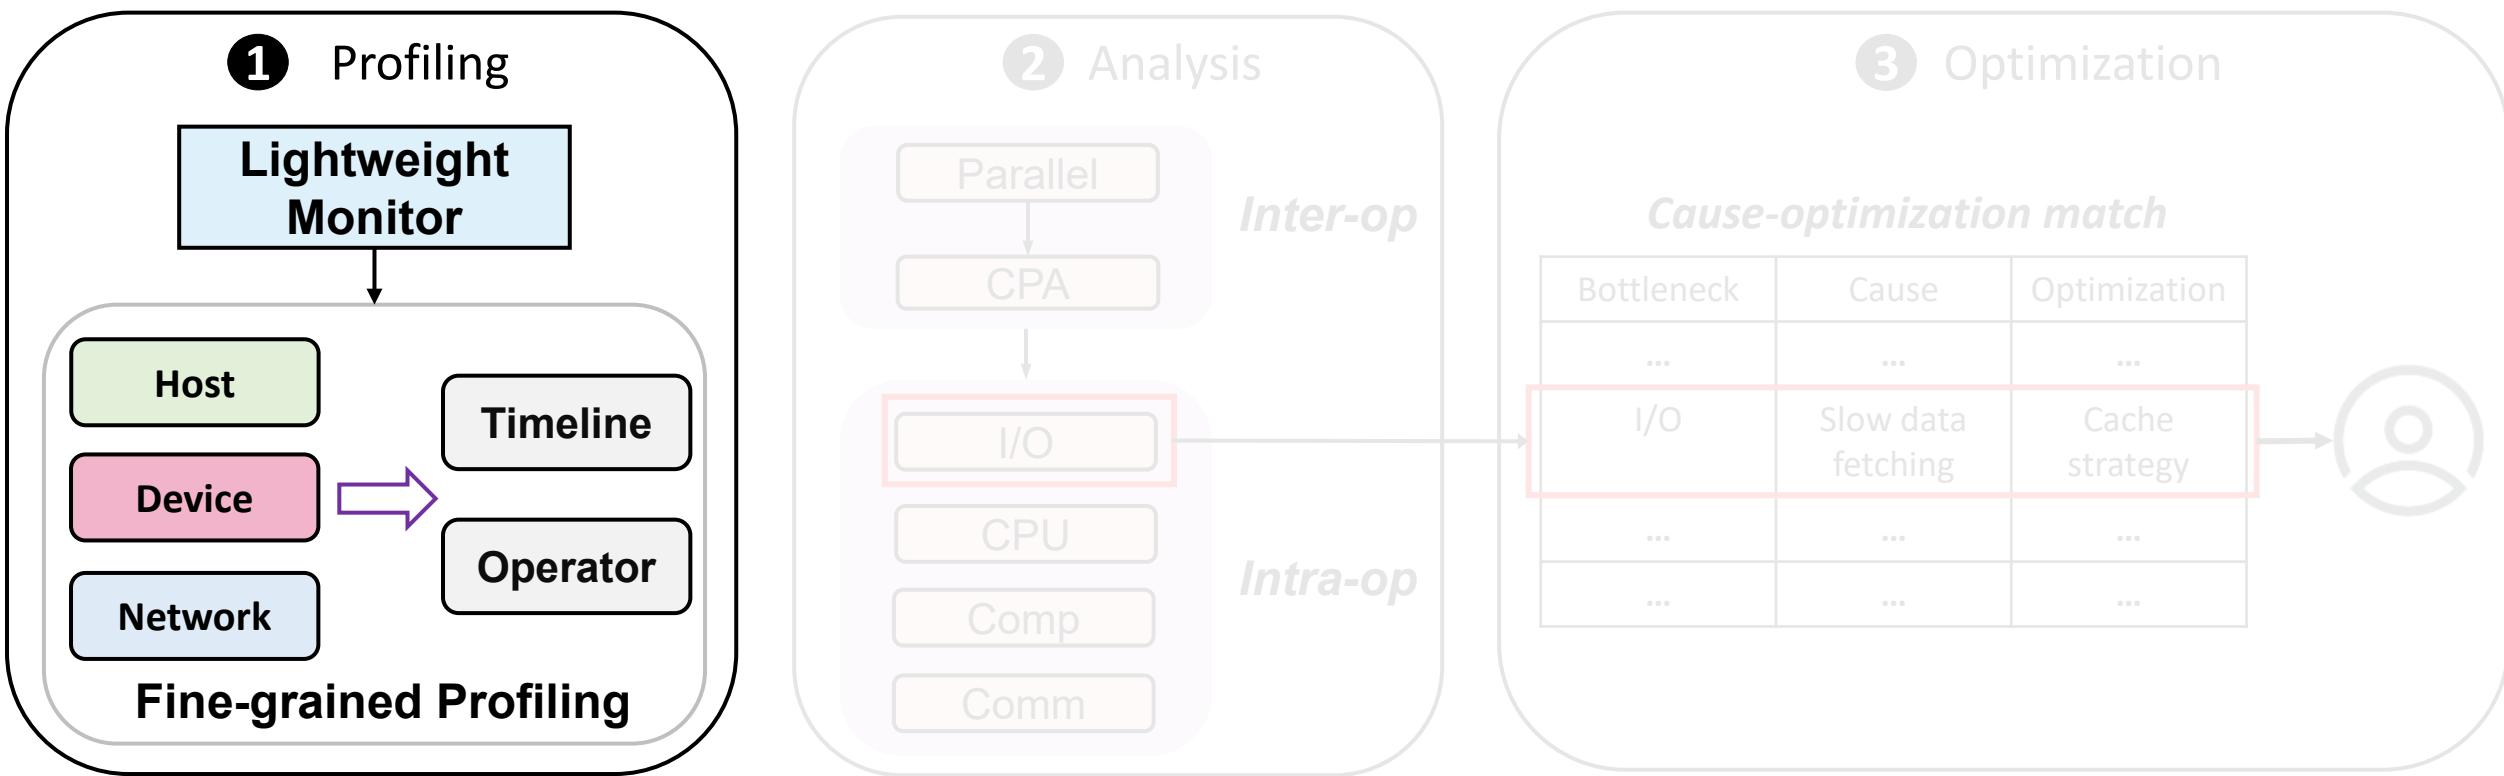 1 Profiling
Lightweight
Monitor
Host
Device
Network
Timeline
Operator
Fine-grained Profiling
2 Analysis
Parallel
CPA
Inter-op
I/O
CPU
Comp
Comm
Intra-op
3 Optimization
Cause-optimization match
Bottleneck Cause Optimization
... ... ...
I/O Slow data Cache
fetching strategy
... ... ...
... ... ...